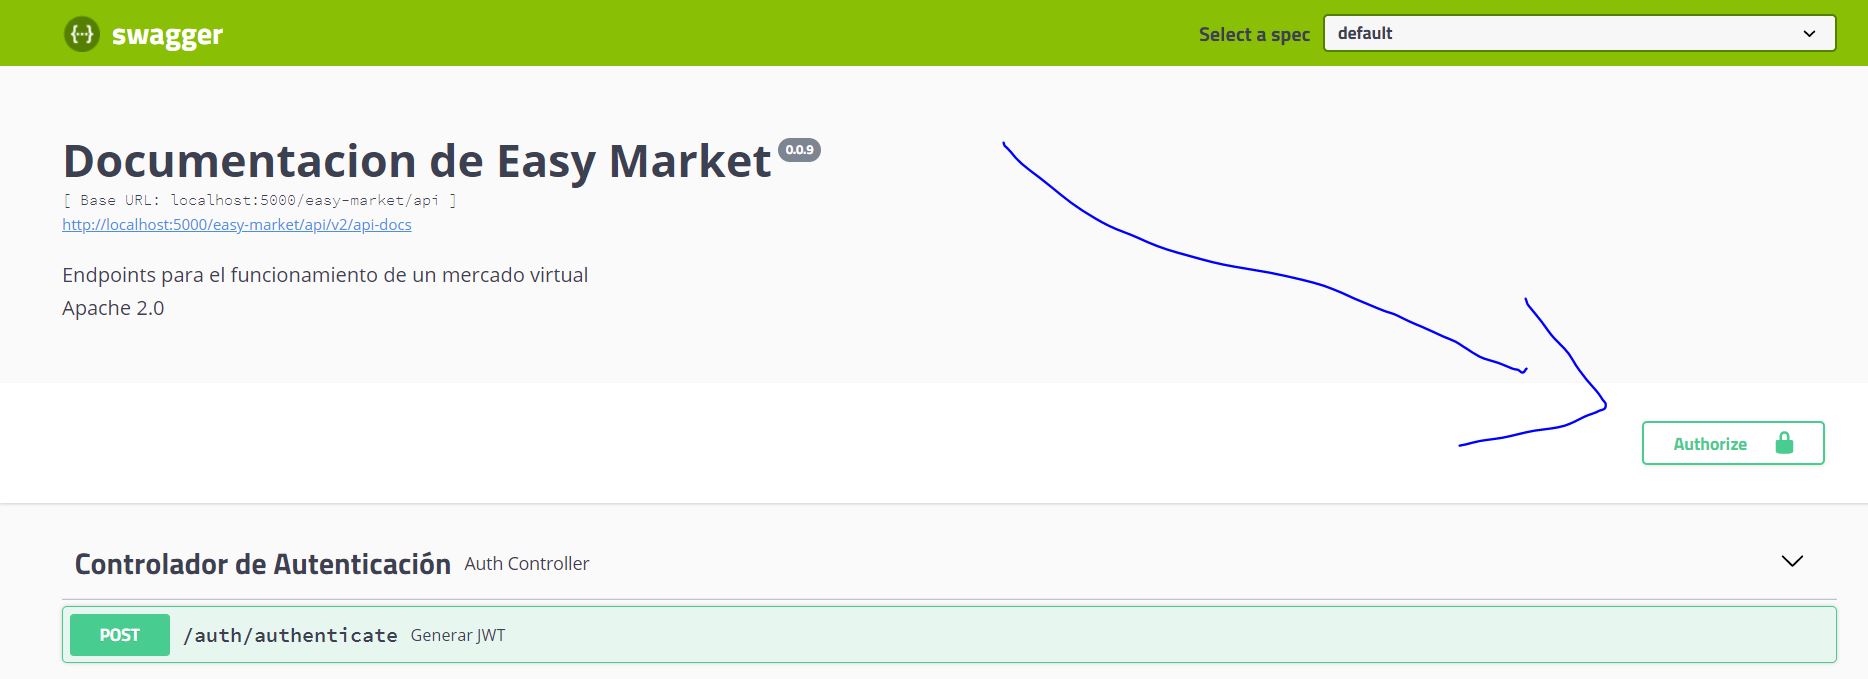 swagger
Select a spec
default
Documentacion de Easy Market 0.0.9
[ Base URL: localhost:5000/easy-market/api ]
http://localhost:5000/easy-market/api/v2/api-docs
Endpoints para el funcionamiento de un mercado virtual
Apache 2.0
Authorize
Controlador de Autenticación Auth Controller
POST /auth/authenticate Generar JWT